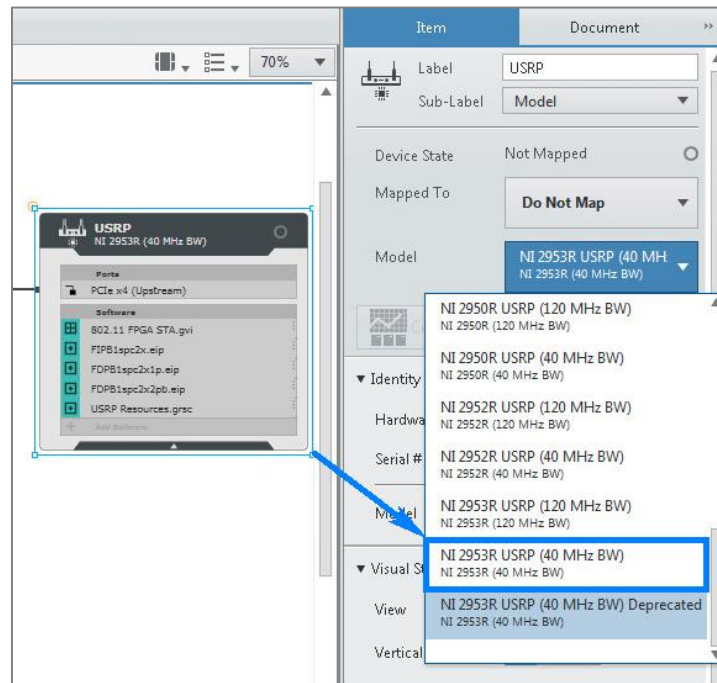 Item
Document
»
70%
Label
USRP
Sub-Label
Model
Device State
Not Mapped
Mapped To
Do Not Map
Model
NI 2953R USRP (40 MH
NI 2953R (40 MHz BW)
USRP
NI 2953R (40 MHz BW)
Ports
PCIe x4 (Upstream)
Software
802.11 FPGA STA.gvi
FIPB1spc2x.eip
FDPB1spc2x1p.eip
FDPB1spc2x2pb.eip
USRP Resources.grsc
Add Software
NI 2950R USRP (120 MHz BW)
NI 2950R (120 MHz BW)
NI 2950R USRP (40 MHz BW)
NI 2950R (40 MHz BW)
NI 2952R USRP (120 MHz BW)
NI 2952R (120 MHz BW)
NI 2952R USRP (40 MHz BW)
NI 2952R (40 MHz BW)
NI 2953R USRP (120 MHz BW)
NI 2953R (120 MHz BW)
NI 2953R USRP (40 MHz BW)
NI 2953R (40 MHz BW)
NI 2953R USRP (40 MHz BW) Deprecated
NI 2953R (40 MHz BW)
Identity
Hardwa
Serial #
Model
Visual St
View
Vertical